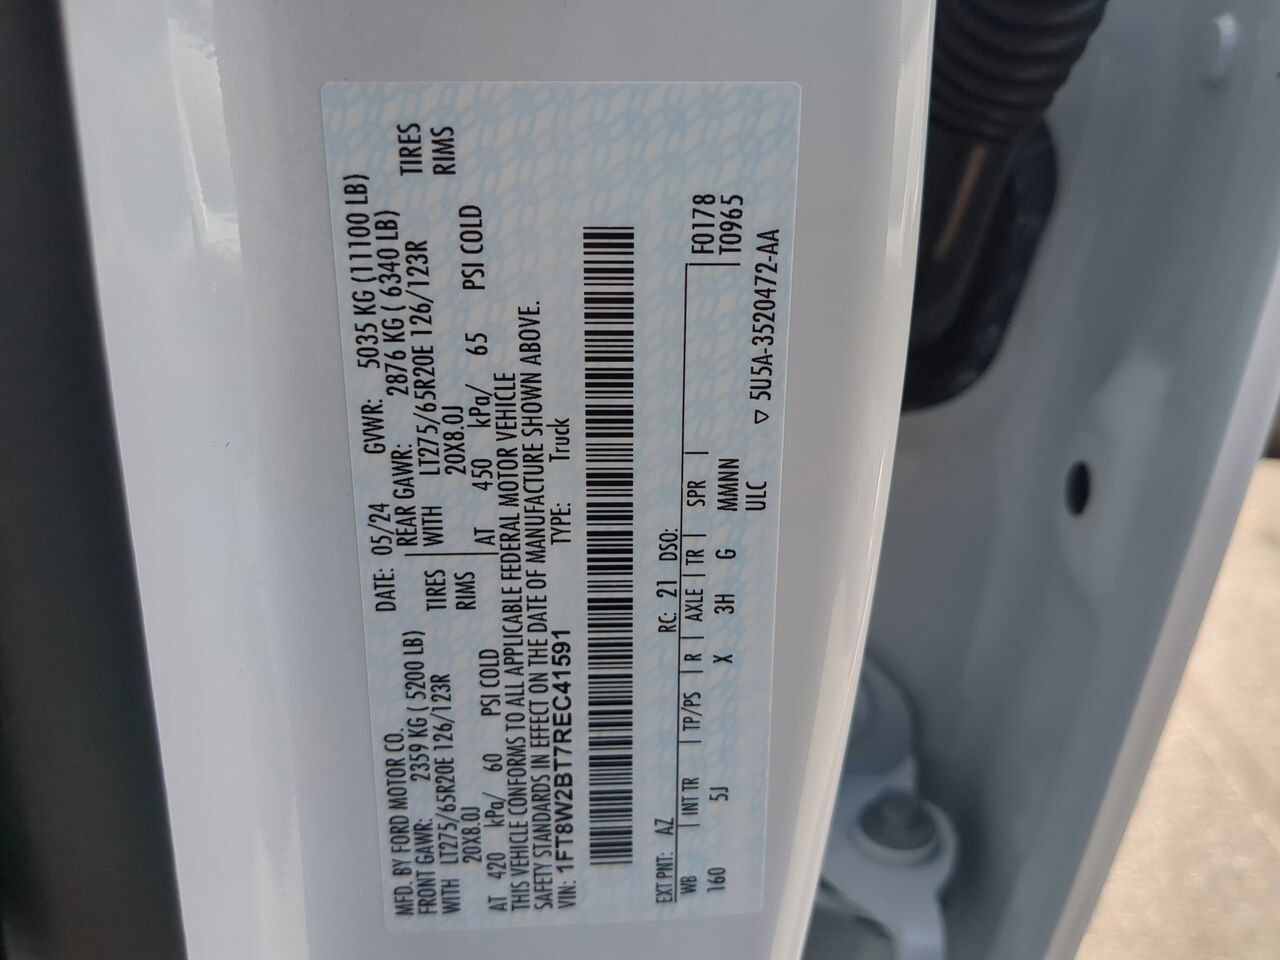 MFD. BY FORD MOTOR CO. DATE: 05/24 GVWR: 5035 KG (11100 LB)
FRONT GAWR: 2359 KG ( 5200 LB) REAR GAWR: 2876 KG ( 6340 LB)
WITH LT275/65R20E 126/123R TIRES WITH LT275/65R20E 126/123R TIRES
20X8.0J RIMS 20X8.0J RIMS
AT 420 kPa/ 60 PSI COLD AT 450 kPa/ 65 PSI COLD
THIS VEHICLE CONFORMS TO ALL APPLICABLE FEDERAL MOTOR VEHICLE
SAFETY STANDARDS IN EFFECT ON THE DATE OF MANUFACTURE SHOWN ABOVE.
VIN: 1FT8W2BT7REC41591 TYPE: Truck
EXT PNT: AZ RC: 21 DSO:
WB INT TR TP/PS R AXLE TR SPR F0178
160 5J X 3H G MMNN T0965
ULC
▽ 5U5A-3520472-AA